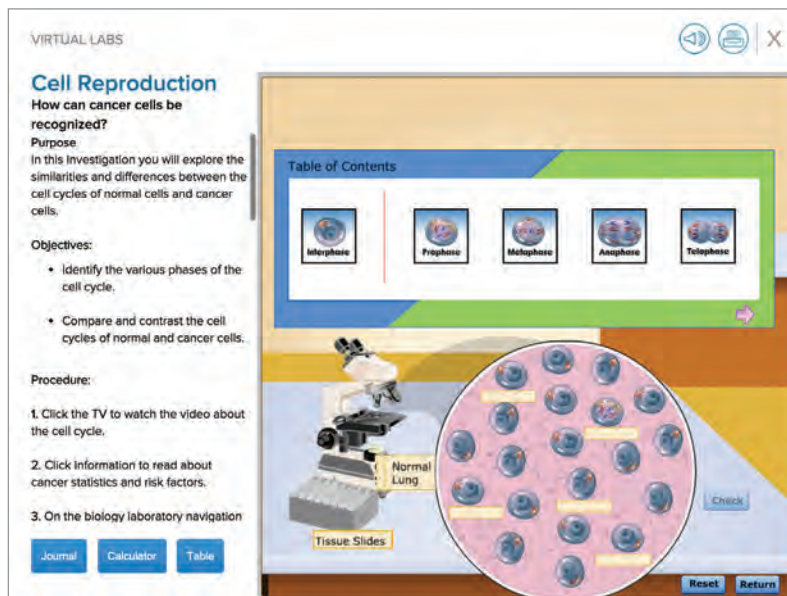 VIRTUAL LABS
X
Cell Reproduction
How can cancer cells be
recognized?
Purpose
In this Investigation you will explore the
similarities and differences between the
cell cycles of normal cells and cancer
cells.
Objectives:
• Identify the various phases of the
cell cycle.
• Compare and contrast the cell
cycles of normal and cancer cells.
Procedure:
1. Click the TV to watch the video about
the cell cycle.
2. Click Information to read about
cancer statistics and risk factors.
3. On the biology laboratory navigation
Journal
Calculator
Table
Table of Contents
Interphase
Prophase
Metaphase
Anaphase
Telophase
Normal
Lung
Tissue Slides
Check
Reset
Return